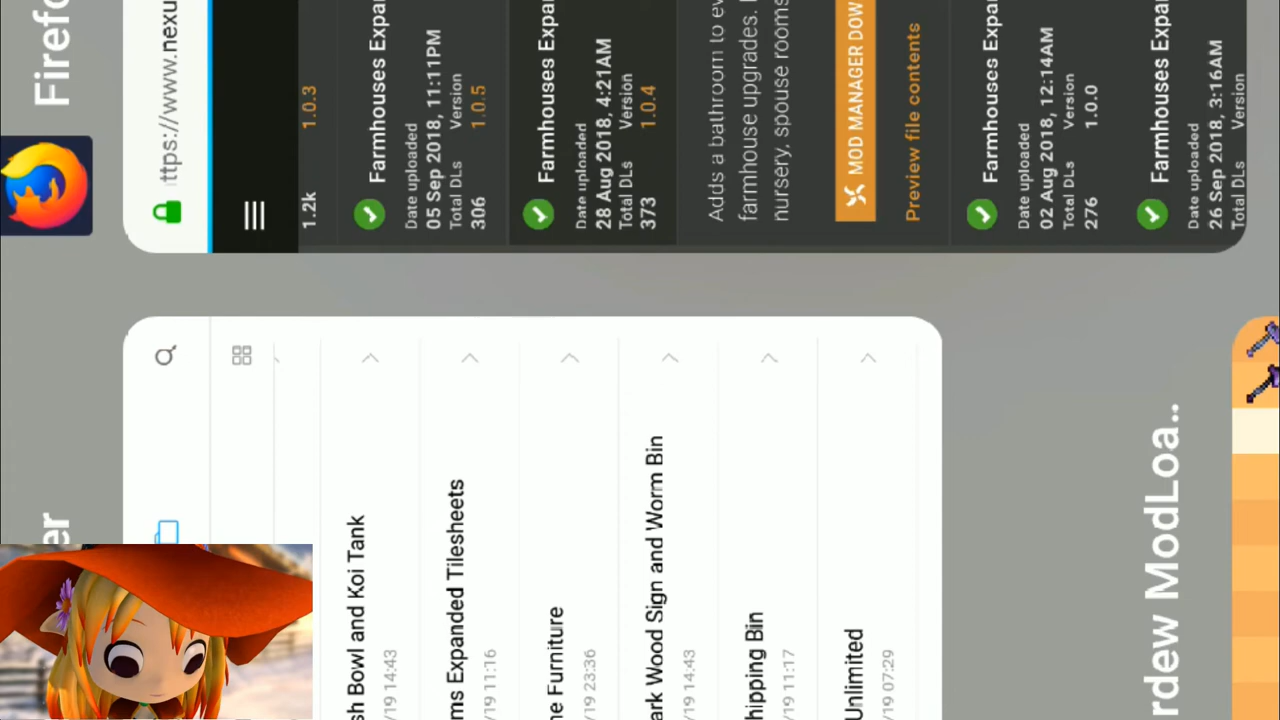 Firefo
ttps://www.nexu
1.2k
1.0.3
Farmhouses Expan
Date uploaded
05 Sep 2018, 11:11PM
Total DLs Version
306 1.0.5
Farmhouses Expan
Date uploaded
28 Aug 2018, 4:21AM
Total DLs Version
373 1.0.4
Adds a bathroom to ev
farmhouse upgrades.
nursery, spouse rooms
MOD MANAGER DOW
Preview file contents
Farmhouses Expan
Date uploaded
02 Aug 2018, 12:14AM
Total DLs Version
276 1.0.0
Farmhouses Expan
Date uploaded
26 Sep 2018, 3:16AM
Total DLs Version
er
sh Bowl and Koi Tank
/19 14:43
ms Expanded Tilesheets
/19 11:16
ne Furniture
/19 23:36
ark Wood Sign and Worm Bin
/19 14:43
hipping Bin
/19 11:17
Unlimited
/19 07:29
rdew ModLoa..